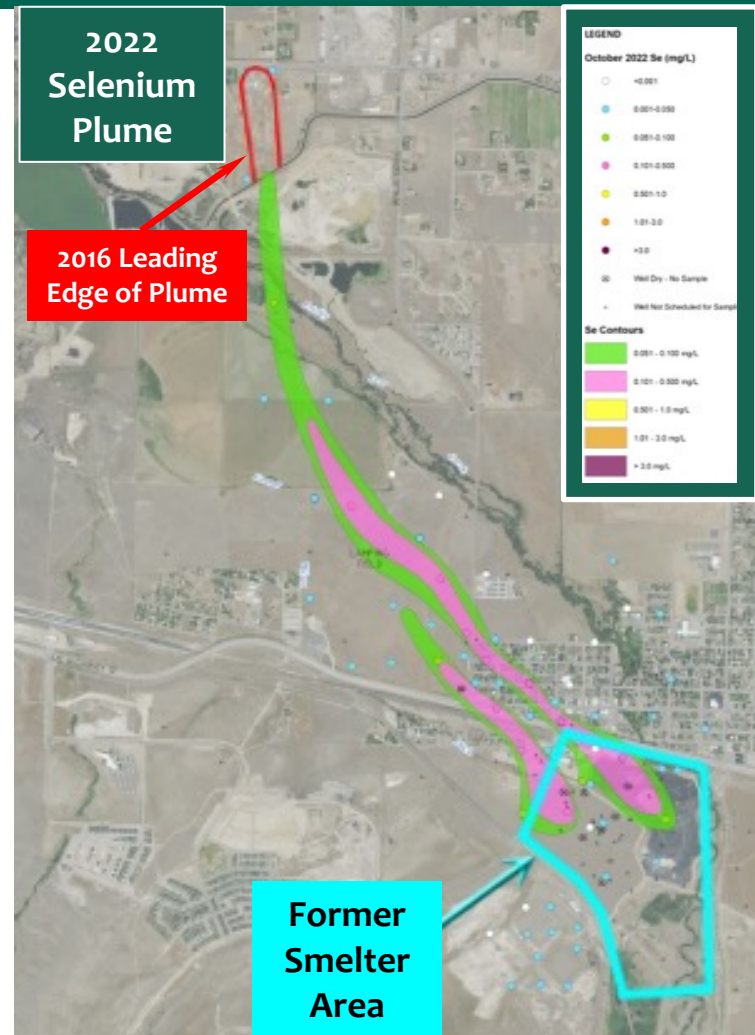 2022
Selenium
Plume
2016 Leading
Edge of Plume
Former
Smelter
Area
LEGEND
October 2022 Se (mg/L)
<0.001
0.001-0.050
0.051-0.100
0.101-0.500
0.501-1.0
1.01-3.0
>3.0
Well Dry - No Sample
Well Not Scheduled for Sampl
Se Contours
0.051 - 0.100 mg/L
0.101 - 0.500 mg/L
0.501 - 1.0 mg/L
1.01 - 3.0 mg/L
> 3.0 mg/L
LAMPING
FIELD